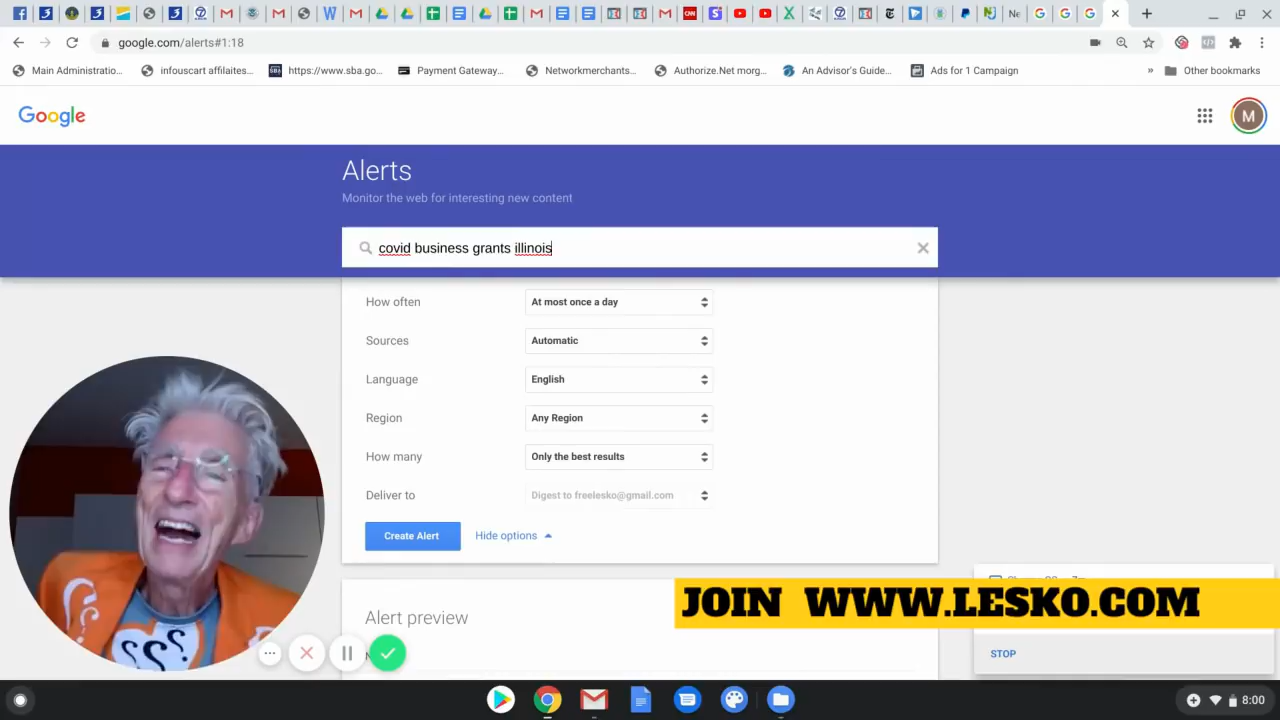 google.com/alerts#1:18
Main Administratio...
infouscart affilaites...
https://www.sba.go...
Payment Gateway...
Networkmerchants...
Authorize.Net morg...
An Advisor's Guide...
Ads for 1 Campaign
»
Other bookmarks
Google
M
Alerts
Monitor the web for interesting new content
covid business grants illinois
How often
At most once a day
Sources
Automatic
Language
English
Region
Any Region
How many
Only the best results
Deliver to
Digest to freelesko@gmail.com
Create Alert
Hide options
Alert preview
JOIN WWW.LESKO.COM
STOP
8:00